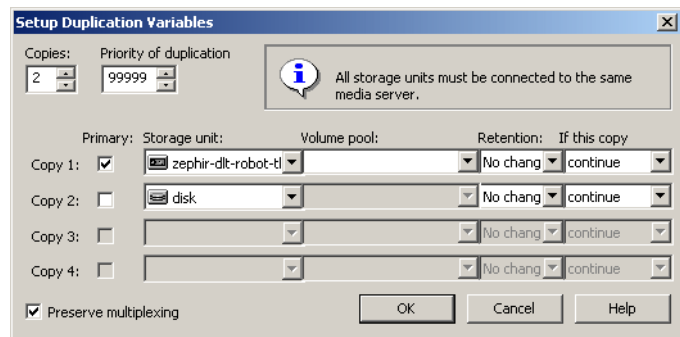 Setup Duplication Variables
Copies: Priority of duplication
2 99999
All storage units must be connected to the same
media server.
Primary: Storage unit: Volume pool: Retention: If this copy
Copy 1: zephir-dlt-robot-tl No chang continue
Copy 2: disk No chang continue
Copy 3: No chang continue
Copy 4: No chang continue
Preserve multiplexing OK Cancel Help